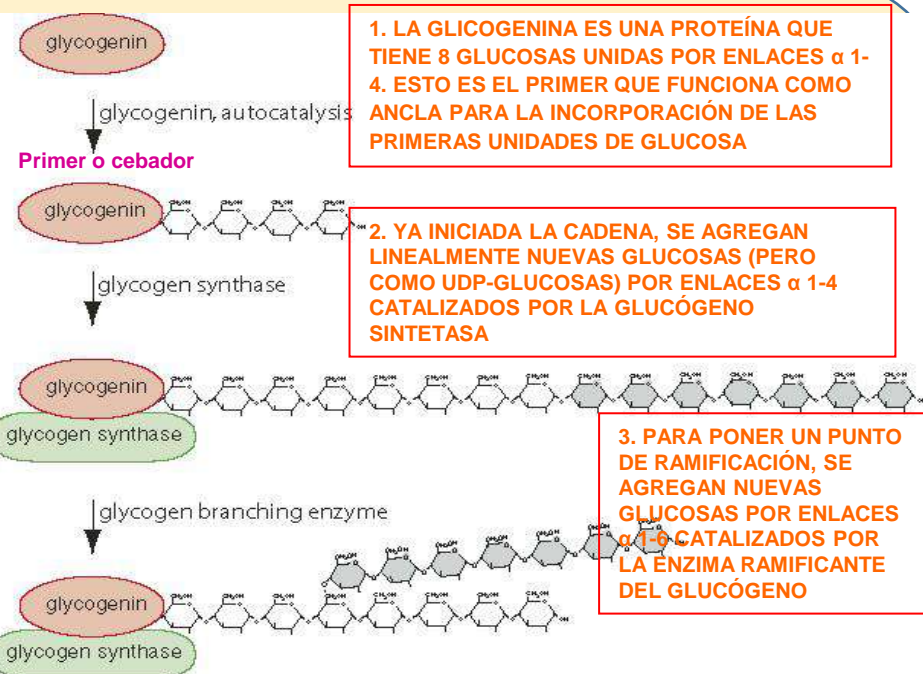 glycogenin
1. LA GLICOGENINA ES UNA PROTEÍNA QUE
TIENE 8 GLUCOSAS UNIDAS POR ENLACES α 1-
4. ESTO ES EL PRIMER QUE FUNCIONA COMO
ANCLA PARA LA INCORPORACIÓN DE LAS
PRIMERAS UNIDADES DE GLUCOSA
glycogenin, autocatalysis
Primer o cebador
glycogenin
2. YA INICIADA LA CADENA, SE AGREGAN
LINEALMENTE NUEVAS GLUCOSAS (PERO
COMO UDP-GLUCOSAS) POR ENLACES α 1-4
CATALIZADOS POR LA GLUCÓGENO
SINTETASA
glycogen synthase
glycogenin
glycogen synthase
3. PARA PONER UN PUNTO
DE RAMIFICACIÓN, SE
AGREGAN NUEVAS
GLUCOSAS POR ENLACES
α 1-6 CATALIZADOS POR
LA ENZIMA RAMIFICANTE
DEL GLUCÓGENO
glycogen branching enzyme
glycogenin
glycogen synthase